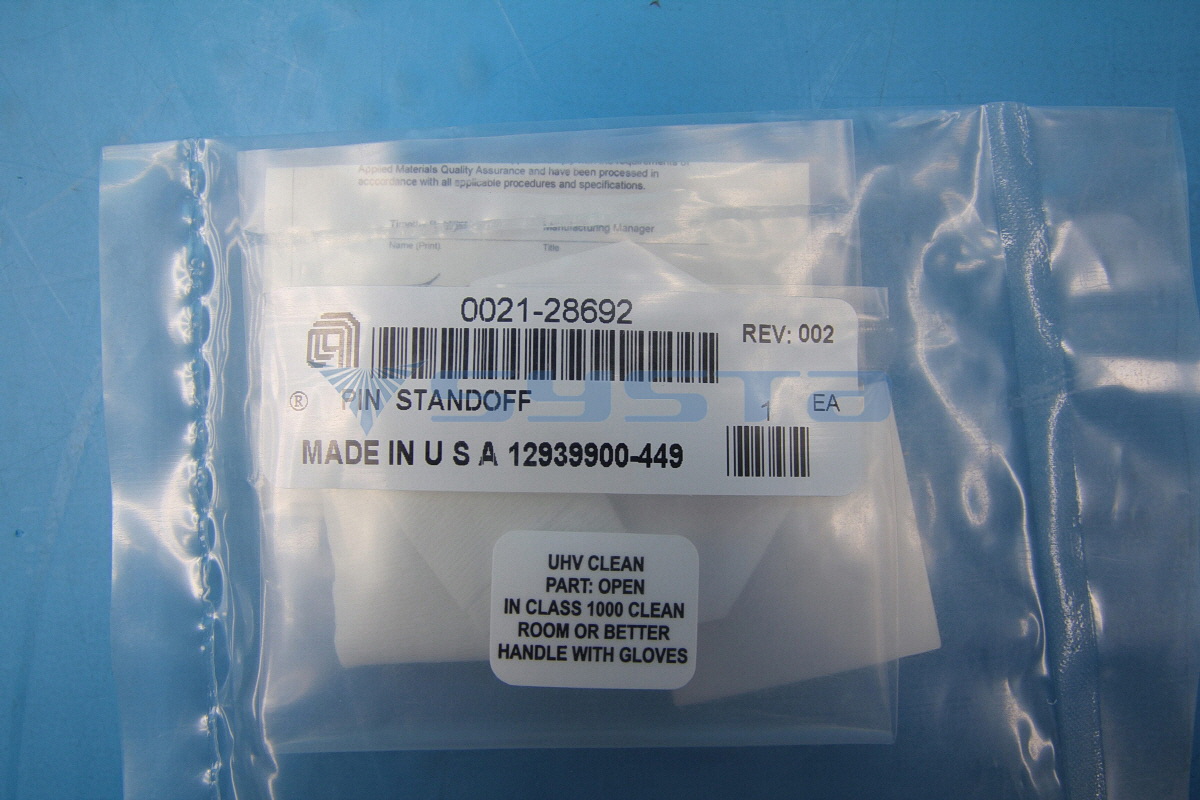 Applied Materials Quality Assurance and have been processed in
accordance with all applicable procedures and specifications.
Manufacturing Manager
Name (Print) Title
0021-28692
REV: 002
® PIN STANDOFF
1 EA
MADE IN U S A 12939900-449
systa
UHV CLEAN
PART: OPEN
IN CLASS 1000 CLEAN
ROOM OR BETTER
HANDLE WITH GLOVES